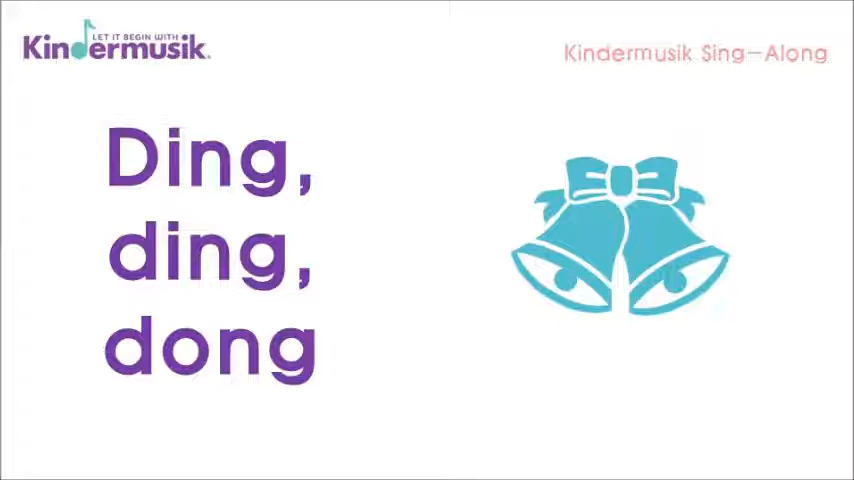 LET IT BEGIN WITH
Kindermusik®
Kindermusik Sing-Along
Ding,
ding,
dong